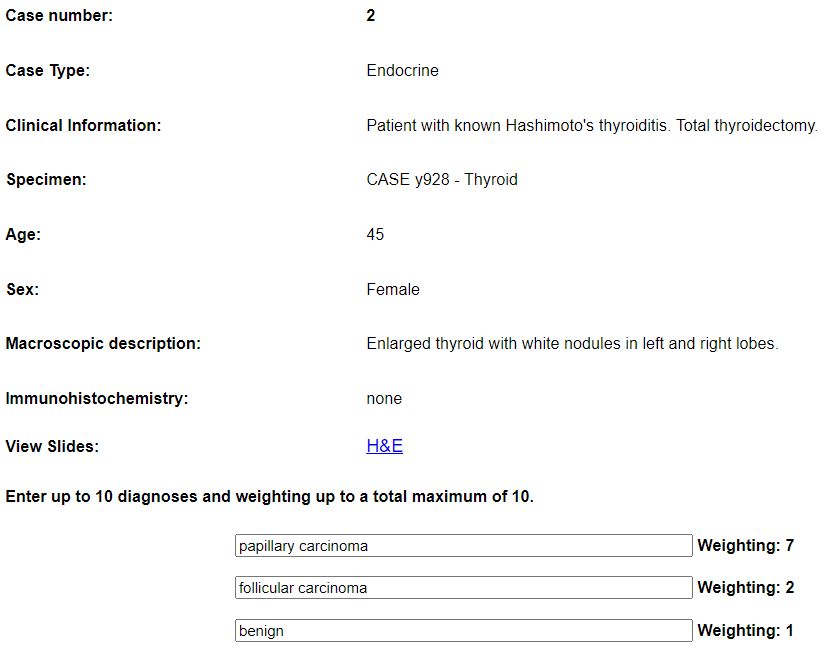 Case number: 2
Case Type: Endocrine
Clinical Information: Patient with known Hashimoto's thyroiditis. Total thyroidectomy.
Specimen: CASE y928 - Thyroid
Age: 45
Sex: Female
Macroscopic description: Enlarged thyroid with white nodules in left and right lobes.
Immunohistochemistry: none
View Slides: H&E
Enter up to 10 diagnoses and weighting up to a total maximum of 10.
papillary carcinoma Weighting: 7
follicular carcinoma Weighting: 2
benign Weighting: 1